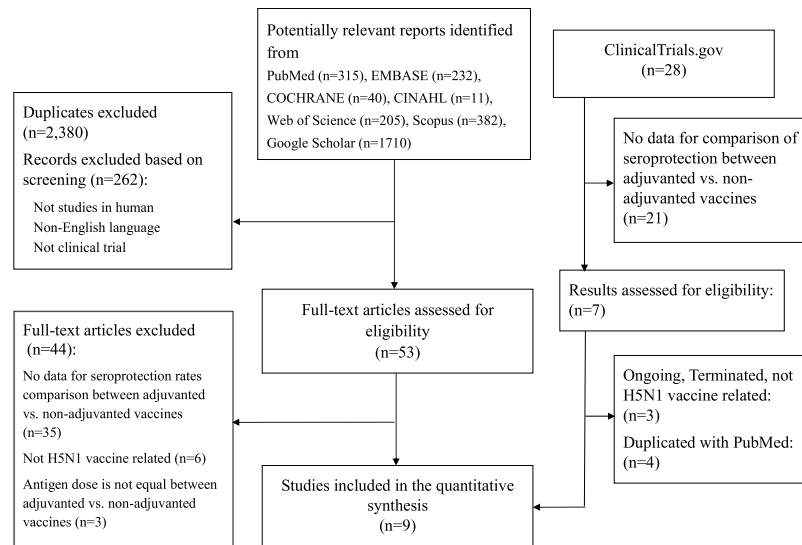 Potentially relevant reports identified
from
PubMed (n=315), EMBASE (n=232),
COCHRANE (n=40), CINAHL (n=11),
Web of Science (n=205), Scopus (n=382),
Google Scholar (n=1710)
ClinicalTrials.gov
(n=28)
Duplicates excluded
(n=2,380)
Records excluded based on
screening (n=262):
Not studies in human
Non-English language
Not clinical trial
No data for comparison of
seroprotection between
adjuvanted vs. non-
adjuvanted vaccines
(n=21)
Full-text articles assessed for
eligibility
(n=53)
Results assessed for eligibility:
(n=7)
Full-text articles excluded
(n=44):
No data for seroprotection rates
comparison between adjuvanted
vs. non-adjuvanted vaccines
(n=35)
Not H5N1 vaccine related (n=6)
Antigen dose is not equal between
adjuvanted vs. non-adjuvanted
vaccines (n=3)
Ongoing, Terminated, not
H5N1 vaccine related:
(n=3)
Duplicated with PubMed:
(n=4)
Studies included in the quantitative
synthesis
(n=9)